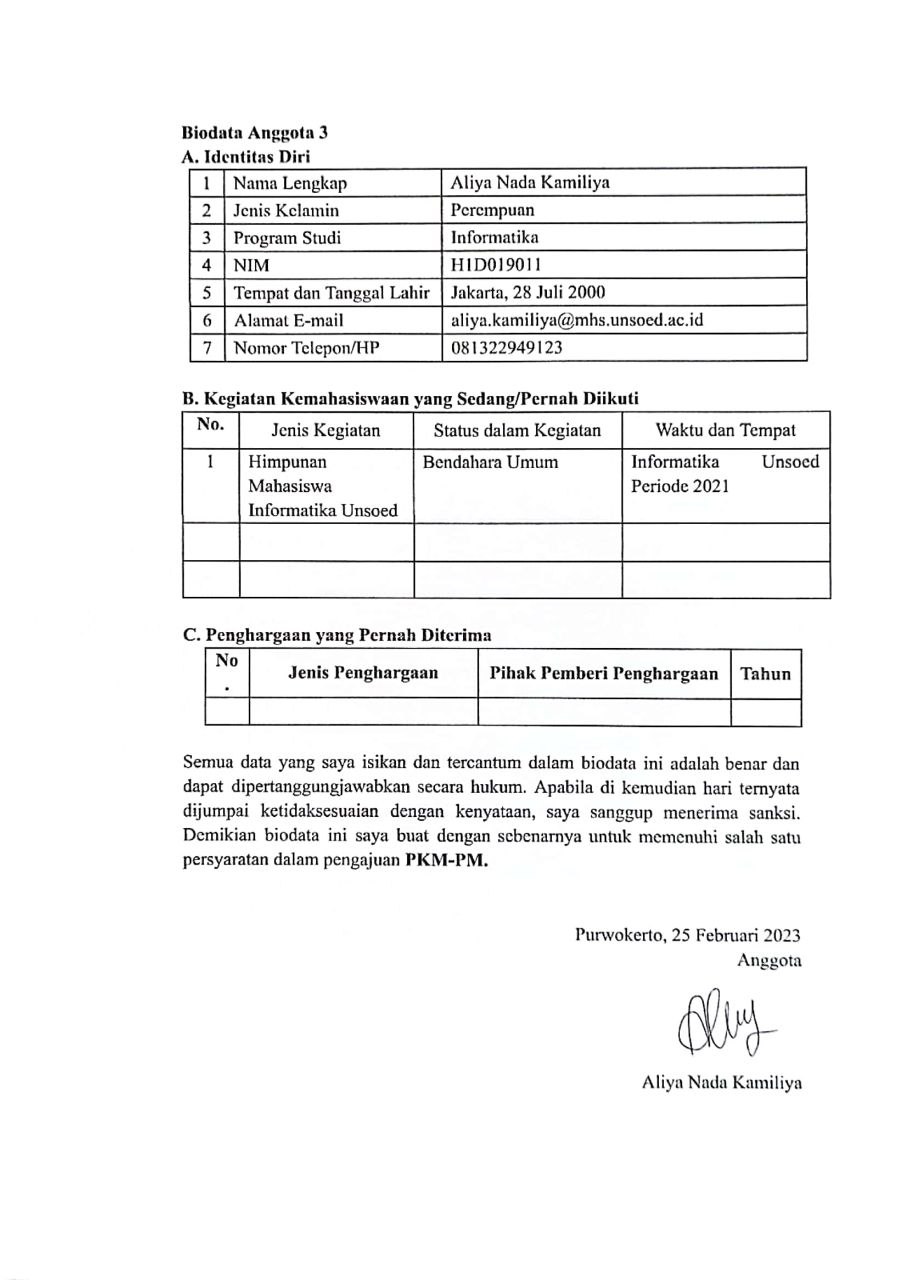 Biodata Anggota 3
A. Identitas Diri
1 Nama Lengkap Aliya Nada Kamiliya
2 Jenis Kelamin Perempuan
3 Program Studi Informatika
4 NIM H1D019011
5 Tempat dan Tanggal Lahir Jakarta, 28 Juli 2000
6 Alamat E-mail aliya.kamiliya@mhs.unsoed.ac.id
7 Nomor Telepon/HP 081322949123
B. Kegiatan Kemahasiswaan yang Sedang/Pernah Diikuti
No. Jenis Kegiatan Status dalam Kegiatan Waktu dan Tempat
1 Himpunan Bendahara Umum Informatika Unsoed
Mahasiswa Periode 2021
Informatika Unsoed
C. Penghargaan yang Pernah Diterima
No
. Jenis Penghargaan Pihak Pemberi Penghargaan Tahun
Semua data yang saya isikan dan tercantum dalam biodata ini adalah benar dan
dapat dipertanggungjawabkan secara hukum. Apabila di kemudian hari ternyata
dijumpai ketidaksesuaian dengan kenyataan, saya sanggup menerima sanksi.
Demikian biodata ini saya buat dengan sebenarnya untuk memenuhi salah satu
persyaratan dalam pengajuan PKM-PM.
Purwokerto, 25 Februari 2023
Anggota
Aliya Nada Kamiliya